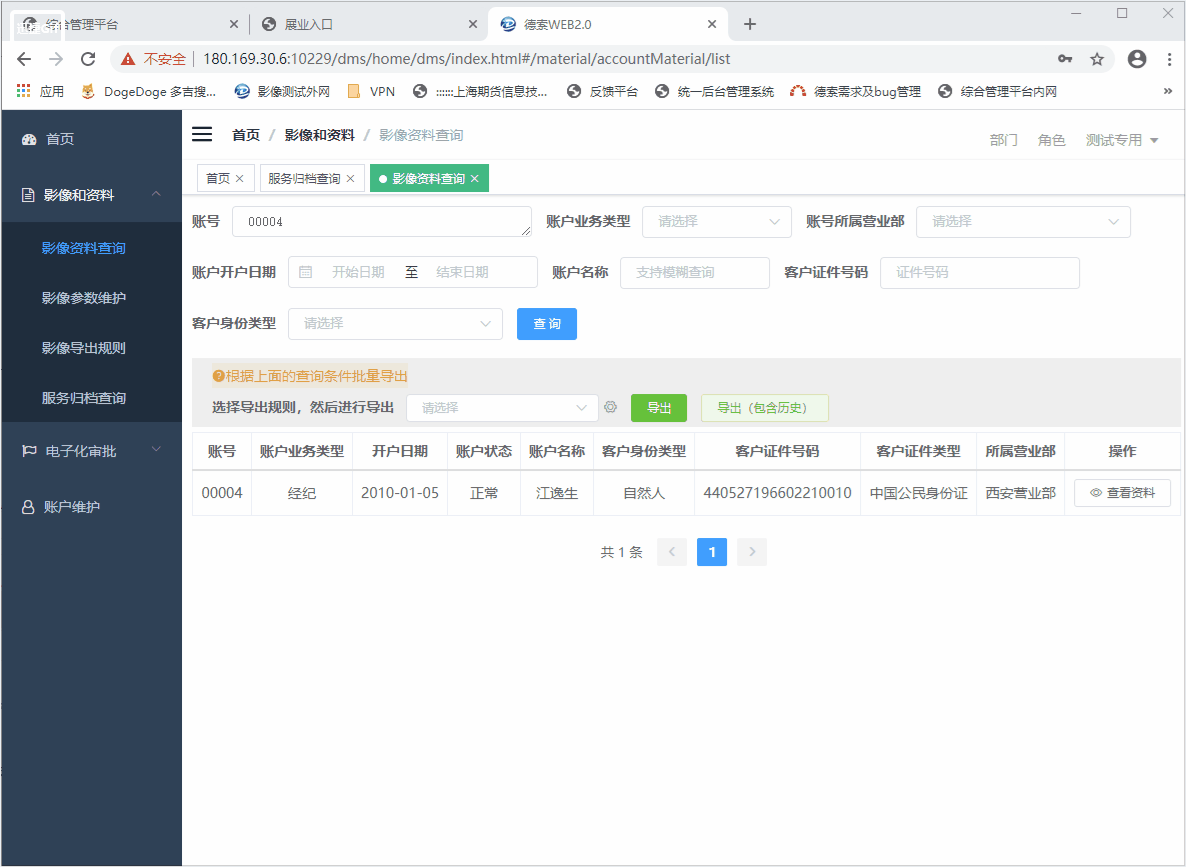 综合管理平台
展业入口
德索WEB2.0
不安全 180.169.30.6:10229/dms/home/dms/index.html#/material/accountMaterial/list
应用 DogeDoge 多吉搜... 影像测试外网 VPN :::::上海期货信息技... 反馈平台 统一后台管理系统 德索需求及bug管理 综合管理平台内网 »
首页
影像和资料
影像资料查询
影像参数维护
影像导出规则
服务归档查询
电子化审批
账户维护
首页 / 影像和资料 / 影像资料查询
部门 角色 测试专用
首页 服务归档查询 影像资料查询
账号 00004 账户业务类型 请选择 账号所属营业部 请选择
账户开户日期 开始日期 至 结束日期 账户名称 支持模糊查询 客户证件号码 证件号码
客户身份类型 请选择 查询
根据上面的查询条件批量导出
选择导出规则，然后进行导出 请选择 导出 导出（包含历史）
账号 账户业务类型 开户日期 账户状态 账户名称 客户身份类型 客户证件号码 客户证件类型 所属营业部 操作
00004 经纪 2010-01-05 正常 江逸生 自然人 440527196602210010 中国公民身份证 西安营业部 查看资料
共 1 条 1